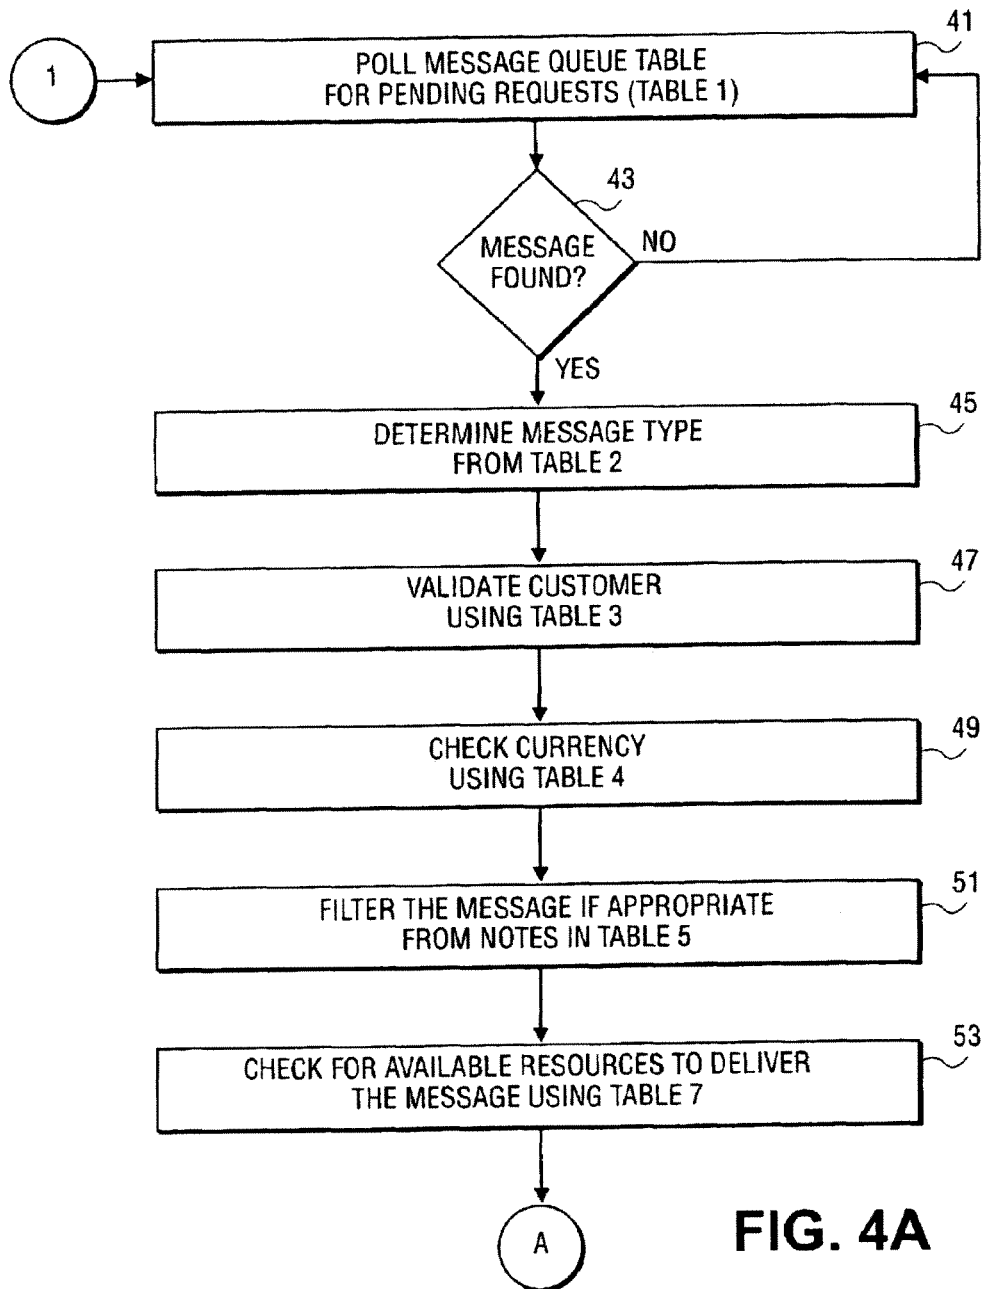 41
1
POLL MESSAGE QUEUE TABLE
FOR PENDING REQUESTS (TABLE 1)
43
MESSAGE
FOUND?
NO
YES
45
DETERMINE MESSAGE TYPE
FROM TABLE 2
47
VALIDATE CUSTOMER
USING TABLE 3
49
CHECK CURRENCY
USING TABLE 4
51
FILTER THE MESSAGE IF APPROPRIATE
FROM NOTES IN TABLE 5
53
CHECK FOR AVAILABLE RESOURCES TO DELIVER
THE MESSAGE USING TABLE 7
A
FIG. 4A